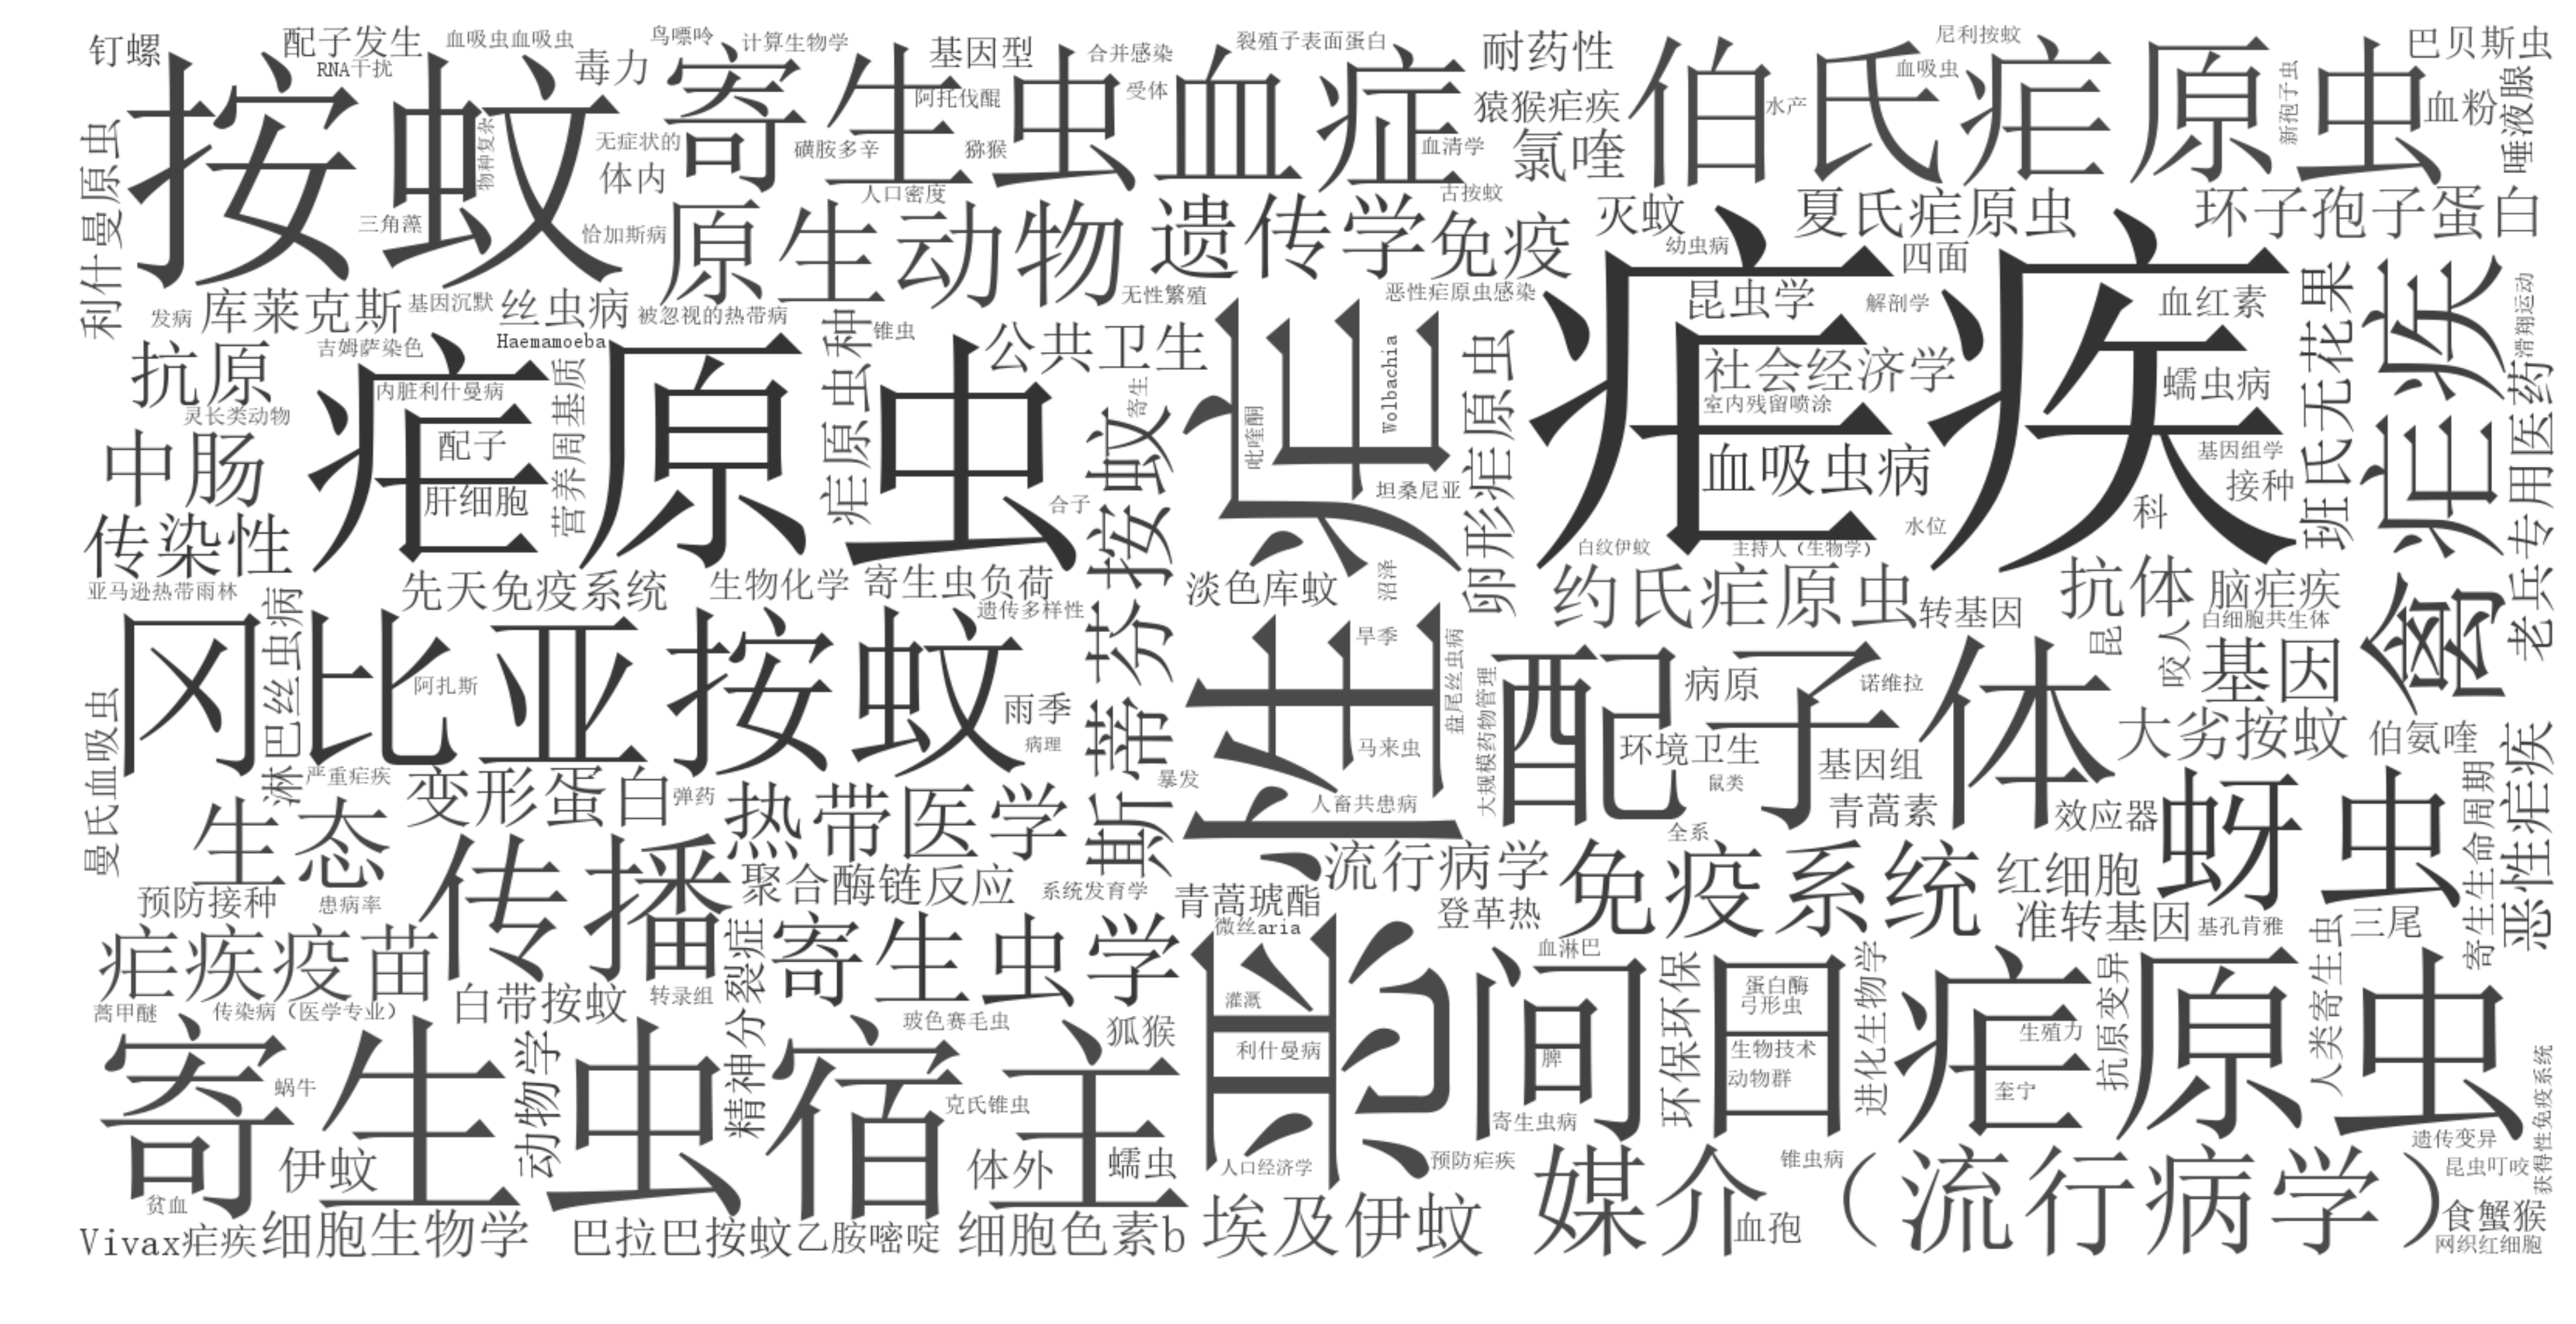 钉螺
配子发生
血吸虫血吸虫
RNA干扰
毒力
鸟嘌呤
计算生物学
基因型
合并感染
裂殖子表面蛋白
耐药性
尼利按蚊
巴贝斯虫
按蚊
寄生虫血症
伯氏疟原虫
阿托伐醌
受体
猿猴疟疾
水产
血吸虫
新孢子虫
血粉
唾液腺
利什曼原虫
物种复杂
无症状的
体内
磺胺多辛
猕猴
血清学
氯喹
人口密度
古按蚊
三角藻
恰加斯病
原生动物
遗传学
免疫
灭蚊
夏氏疟原虫
环子孢子蛋白
幼虫病
四面
发病
库莱克斯
基因沉默
丝虫病
被忽视的热带病
无性繁殖
恶性疟原虫感染
疟疾
昆虫学
解剖学
血红素
滑翔运动
锥虫
抗原
吉姆萨染色
Haemamoeba
疟原虫
疟原虫种
公共卫生
Wolbachia
社会经济学
蠕虫病
班氏无花果
禽疟疾
内脏利什曼病
灵长类动物
营养周基质
寄生
吡喹酮
卵形疟原虫
室内残留喷涂
中肠
配子
肝细胞
血吸虫病
基因组学
接种
合子
坦桑尼亚
科
水位
老兵专用医药
传染性
斯蒂芬按蚊
白纹伊蚊
主持人（生物学）
亚马逊热带雨林
先天免疫系统
生物化学
寄生虫负荷
淡色库蚊
沼泽
约氏疟原虫
转基因
抗体
脑疟疾
白细胞共生体
遗传多样性
淋巴丝虫病
冈比亚按蚊
阿扎斯
雨季
病理
旱季
盘尾丝虫病
大规模药物管理
配子体
病原
诺维拉
昆
咬人
基因
大劣按蚊
伯氨喹
恶性疟疾
曼氏血吸虫
严重疟疾
变形蛋白
弹药
热带医学
暴发
马来虫
人畜共患病
环境卫生
鼠类
基因组
青蒿素
效应器
蚜虫
寄生生命周期
生态
传播
聚合酶链反应
系统发育学
流行病学
全系
免疫系统
红细胞
预防接种
患病率
青蒿琥酯
微丝aria
登革热
准转基因
基孔肯雅
三尾
疟疾疫苗
精神分裂症
寄生虫学
血淋巴
间日疟原虫
蒿甲醚
传染病（医学专业）
白带按蚊
转录组
玻色赛毛虫
狐猴
灌溉
环保环保
蛋白酶
弓形虫
进化生物学
生殖力
抗原变异
人类寄生虫
寄生虫宿主
蜗牛
动物学
克氏锥虫
利什曼病
脾
生物技术
动物群
奎宁
寄生虫病
遗传变异
获得性免疫系统
伊蚊
体外
蠕虫
人口经济学
预防疟疾
媒介（流行病学）
锥虫病
昆虫叮咬
贫血
Vivax疟疾
细胞生物学
巴拉巴按蚊
乙胺嘧啶
细胞色素b
埃及伊蚊
血孢
食蟹猴
网织红细胞